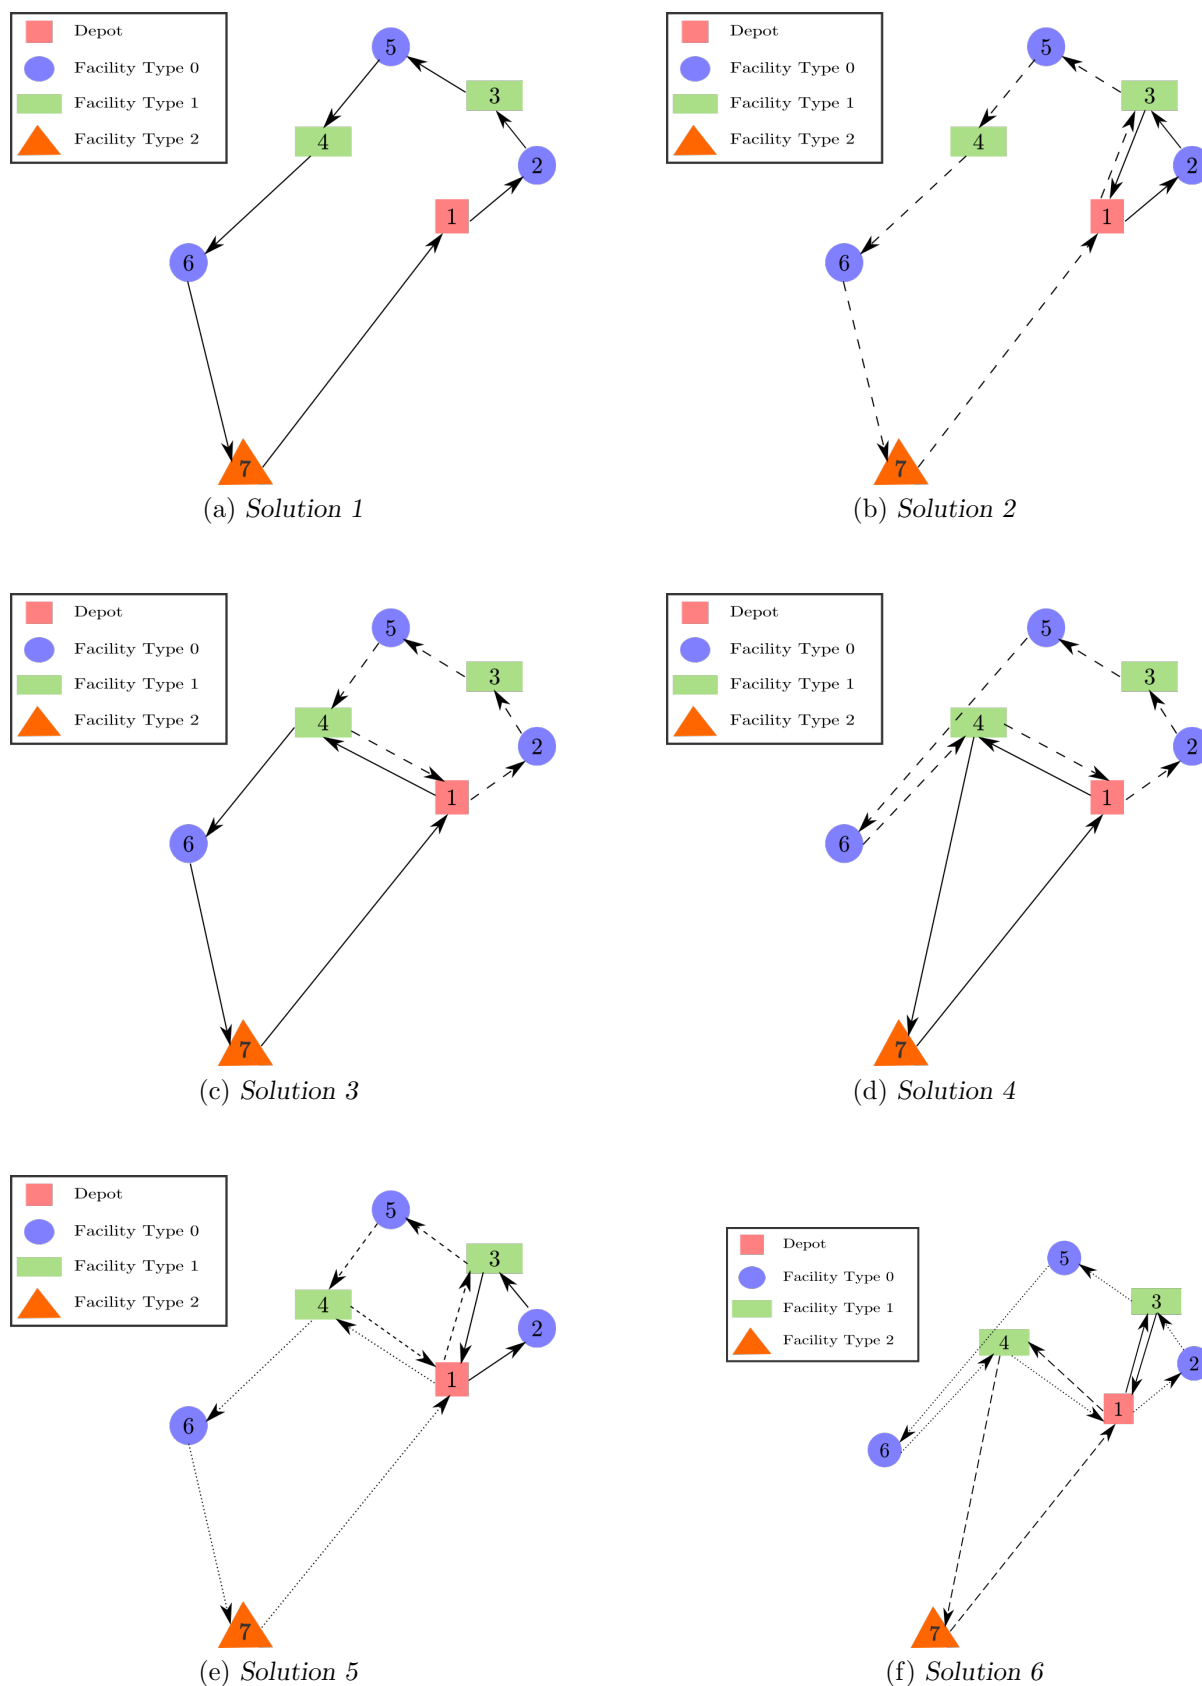 Depot
Facility Type 0
Facility Type 1
Facility Type 2
5
3
4
2
1
6
7
(a) Solution 1
Depot
Facility Type 0
Facility Type 1
Facility Type 2
5
3
4
2
1
6
7
(b) Solution 2
Depot
Facility Type 0
Facility Type 1
Facility Type 2
5
3
4
2
1
6
7
(c) Solution 3
Depot
Facility Type 0
Facility Type 1
Facility Type 2
5
3
4
2
1
6
7
(d) Solution 4
Depot
Facility Type 0
Facility Type 1
Facility Type 2
5
3
4
2
1
6
7
(e) Solution 5
Depot
Facility Type 0
Facility Type 1
Facility Type 2
5
3
4
2
1
6
7
(f) Solution 6